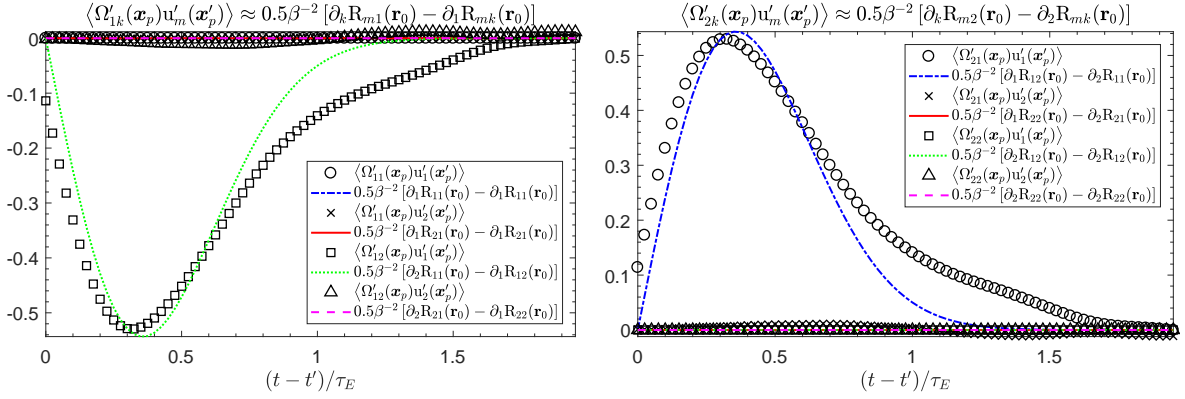 ⟨Ω′₁ₖ(𝒙ₚ)u′ₘ(𝒙′ₚ)⟩ ≈ 0.5β⁻² [∂ₖRₘ₁(𝐫₀) − ∂₁Rₘₖ(𝐫₀)]
0
-0.1
-0.2
-0.3
-0.4
-0.5
⟨Ω′₁₁(𝒙ₚ)u′₁(𝒙′ₚ)⟩
0.5β⁻² [∂₁R₁₁(𝐫₀) − ∂₁R₁₁(𝐫₀)]
⟨Ω′₁₁(𝒙ₚ)u′₂(𝒙′ₚ)⟩
0.5β⁻² [∂₁R₂₁(𝐫₀) − ∂₁R₂₁(𝐫₀)]
⟨Ω′₁₂(𝒙ₚ)u′₁(𝒙′ₚ)⟩
0.5β⁻² [∂₂R₁₁(𝐫₀) − ∂₁R₁₂(𝐫₀)]
⟨Ω′₁₂(𝒙ₚ)u′₂(𝒙′ₚ)⟩
0.5β⁻² [∂₂R₂₁(𝐫₀) − ∂₁R₂₂(𝐫₀)]
0 0.5 1 1.5
(t − t′)/τ_E
⟨Ω′₂ₖ(𝒙ₚ)u′ₘ(𝒙′ₚ)⟩ ≈ 0.5β⁻² [∂ₖRₘ₂(𝐫₀) − ∂₂Rₘₖ(𝐫₀)]
0.5
0.4
0.3
0.2
0.1
0
⟨Ω′₂₁(𝒙ₚ)u′₁(𝒙′ₚ)⟩
0.5β⁻² [∂₁R₁₂(𝐫₀) − ∂₂R₁₁(𝐫₀)]
⟨Ω′₂₁(𝒙ₚ)u′₂(𝒙′ₚ)⟩
0.5β⁻² [∂₁R₂₂(𝐫₀) − ∂₂R₂₁(𝐫₀)]
⟨Ω′₂₂(𝒙ₚ)u′₁(𝒙′ₚ)⟩
0.5β⁻² [∂₂R₁₂(𝐫₀) − ∂₂R₁₂(𝐫₀)]
⟨Ω′₂₂(𝒙ₚ)u′₂(𝒙′ₚ)⟩
0.5β⁻² [∂₂R₂₂(𝐫₀) − ∂₂R₂₂(𝐫₀)]
0 0.5 1 1.5
(t − t′)/τ_E